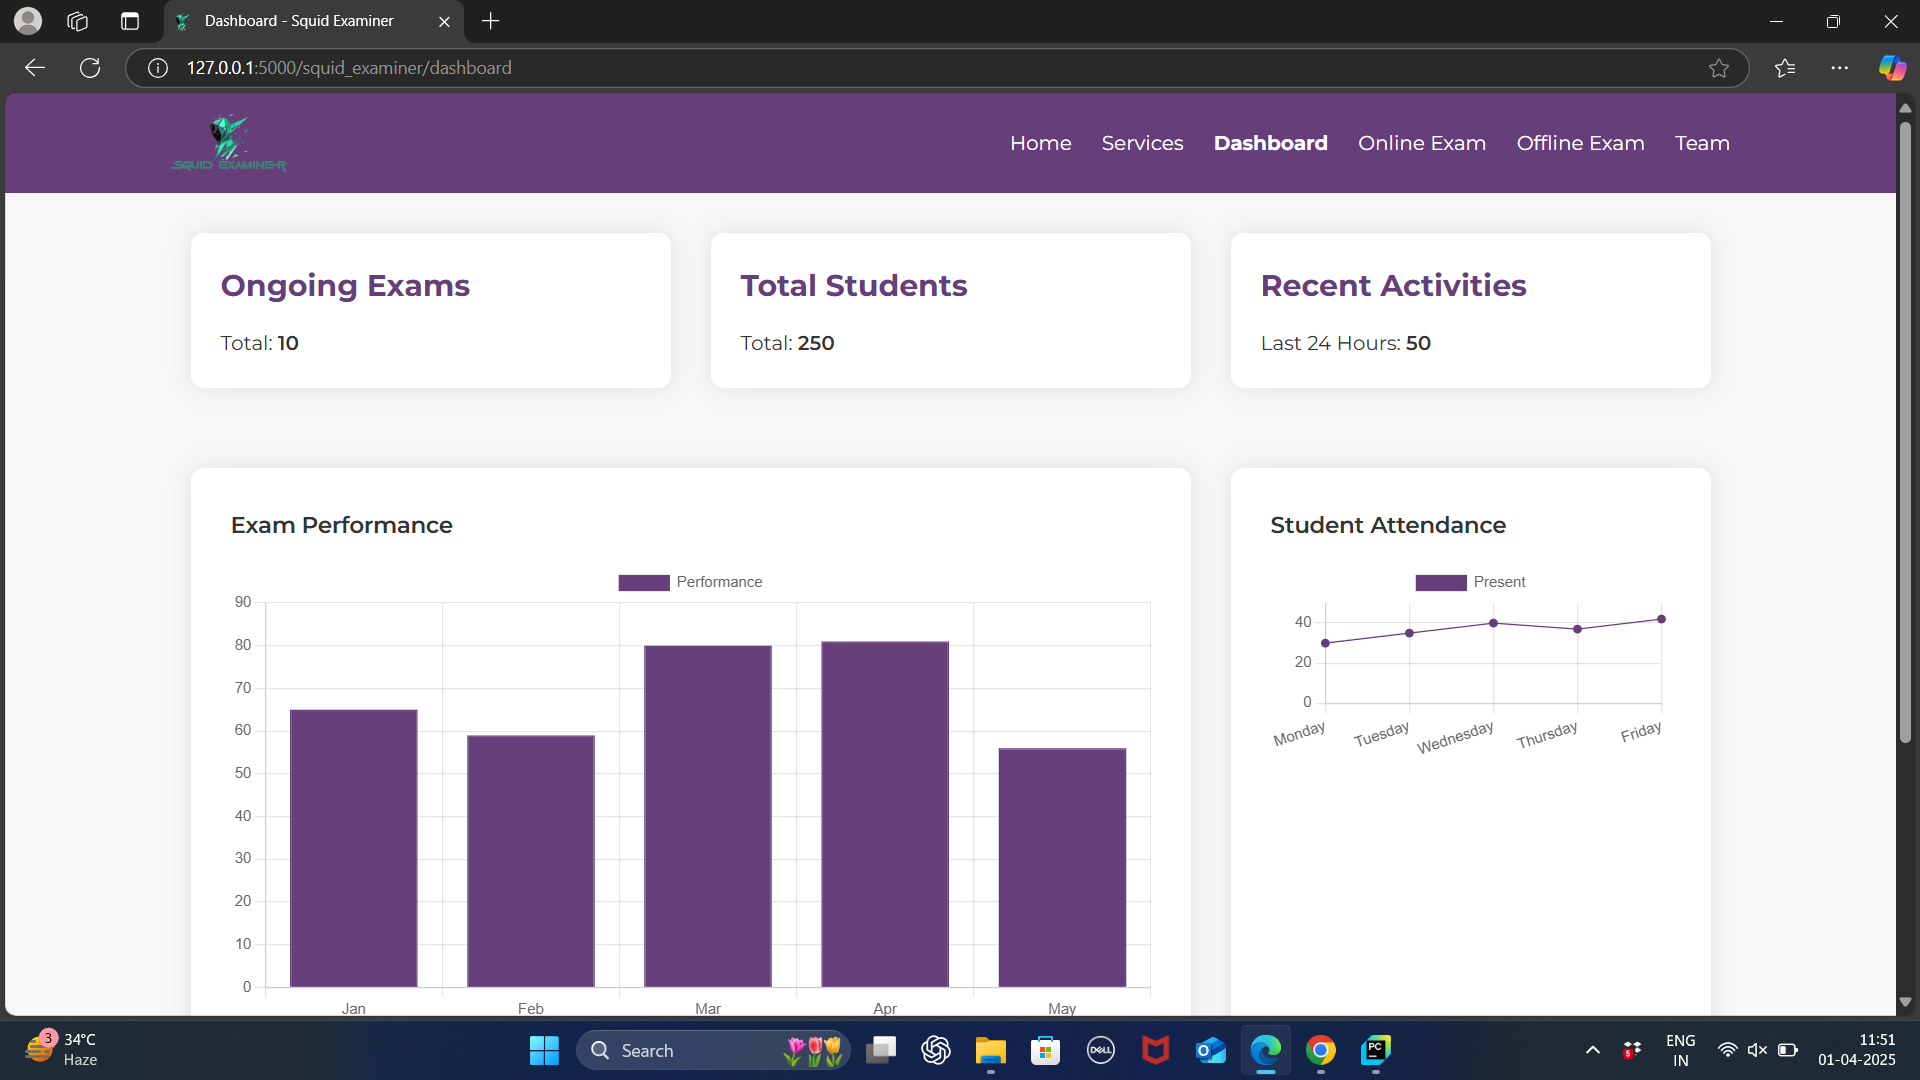 Dashboard - Squid Examiner
127.0.0.1:5000/squid_examiner/dashboard
SQUID EXAMINER
Home Services Dashboard Online Exam Offline Exam Team
Ongoing Exams
Total: 10
Total Students
Total: 250
Recent Activities
Last 24 Hours: 50
Exam Performance
Performance
90
80
70
60
50
40
30
20
10
0
Jan Feb Mar Apr May
Student Attendance
Present
40
20
0
Monday Tuesday Wednesday Thursday Friday
3
34°C
Haze
Search
DELL
O
PC
5
ENG
IN
11:51
01-04-2025